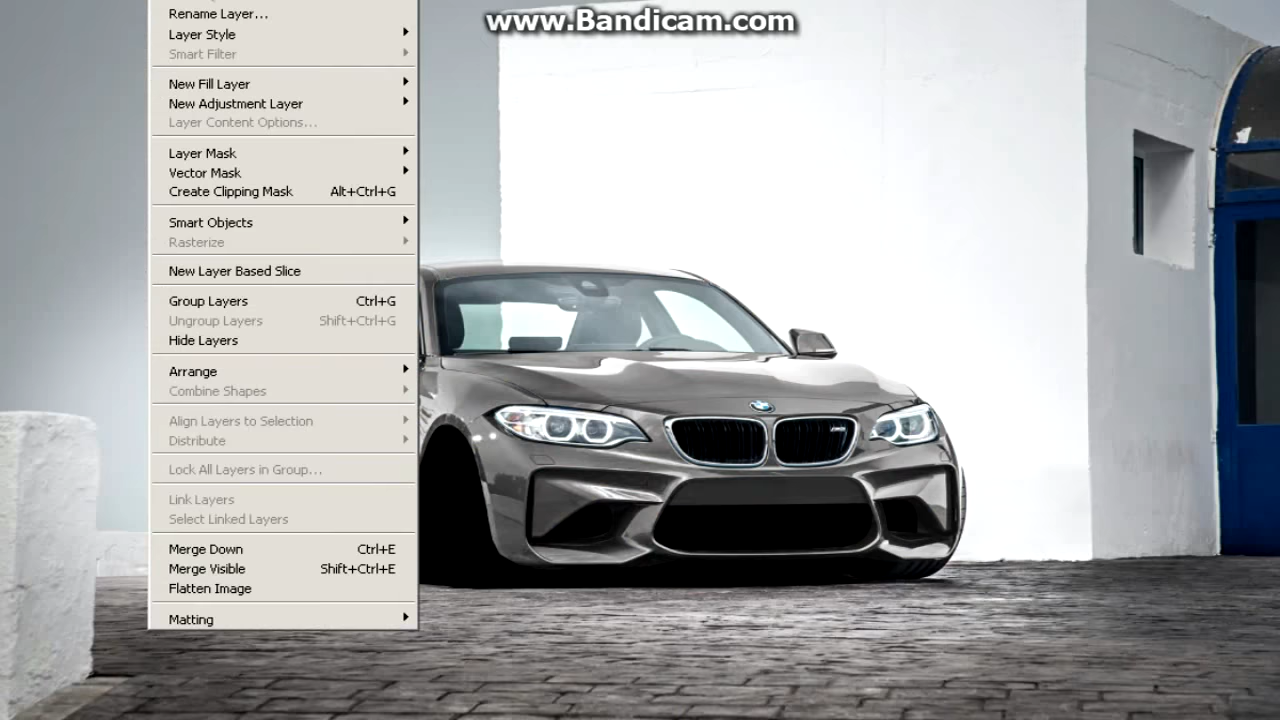 www.Bandicam.com
Rename Layer...
Layer Style
Smart Filter
New Fill Layer
New Adjustment Layer
Layer Content Options...
Layer Mask
Vector Mask
Create Clipping Mask Alt+Ctrl+G
Smart Objects
Rasterize
New Layer Based Slice
Group Layers Ctrl+G
Ungroup Layers Shift+Ctrl+G
Hide Layers
Arrange
Combine Shapes
Align Layers to Selection
Distribute
Lock All Layers in Group...
Link Layers
Select Linked Layers
Merge Down Ctrl+E
Merge Visible Shift+Ctrl+E
Flatten Image
Matting